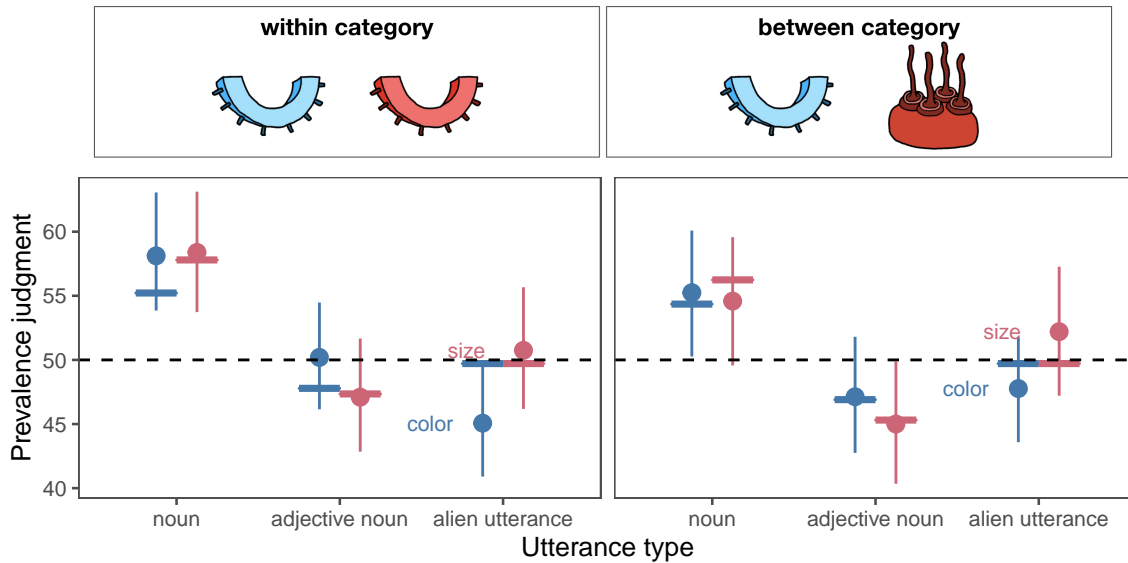 within category
between category
Prevalence judgment
60
55
50
45
40
size
color
size
color
noun
adjective noun
alien utterance
noun
adjective noun
alien utterance
Utterance type